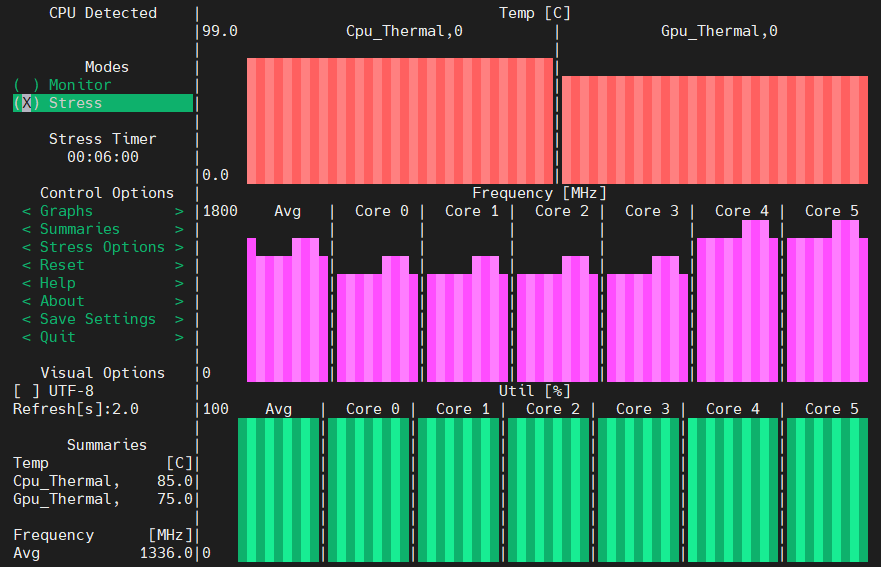 CPU Detected
Temp [C]
99.0 Cpu_Thermal,0 Gpu_Thermal,0
Modes
( ) Monitor
(X) Stress
Stress Timer
00:06:00
0.0
Control Options
Frequency [MHz]
< Graphs >
1800 Avg Core 0 Core 1 Core 2 Core 3 Core 4 Core 5
< Summaries >
< Stress Options >
< Reset >
< Help >
< About >
< Save Settings >
< Quit >
Visual Options
0
[ ] UTF-8
Util [%]
Refresh[s]:2.0
100 Avg Core 0 Core 1 Core 2 Core 3 Core 4 Core 5
Summaries
Temp [C]
Cpu_Thermal, 85.0
Gpu_Thermal, 75.0
Frequency [MHz]
Avg 1336.0
0